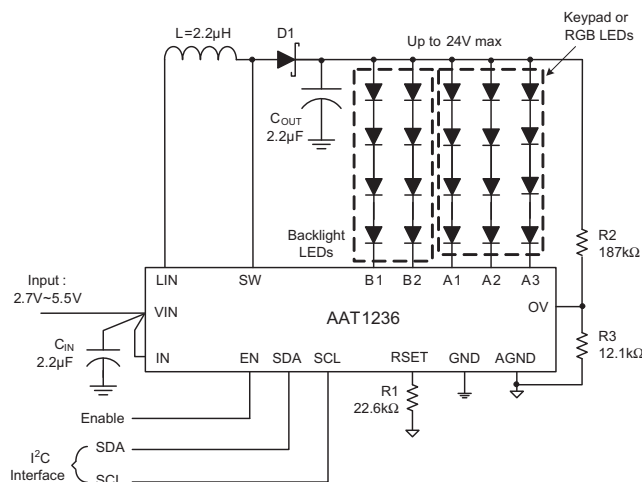 Keypad or
RGB LEDs
L=2.2μH
D1
Up to 24V max
COUT
2.2μF
Backlight
LEDs
R2
187kΩ
Input :
2.7V~5.5V
LIN
SW
B1
B2
A1
A2
A3
VIN
AAT1236
OV
CIN
2.2μF
IN
EN
SDA
SCL
RSET
GND
AGND
R3
12.1kΩ
R1
22.6kΩ
Enable
I²C
Interface
SDA
SCL